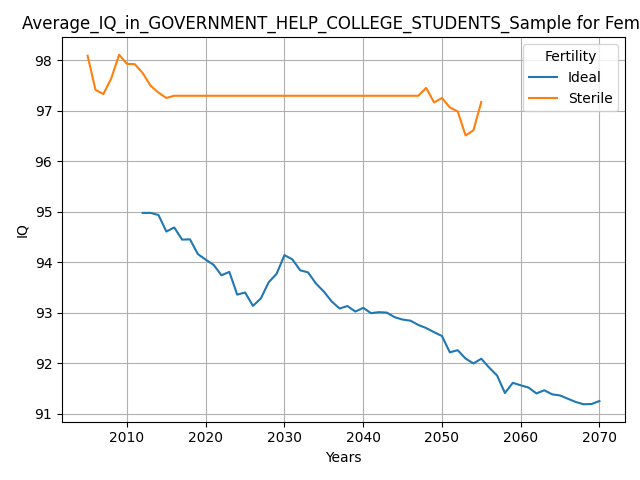 Average_IQ_in_GOVERNMENT_HELP_COLLEGE_STUDENTS_Sample for Fem
Fertility
Ideal
Sterile
98
97
96
95
94
93
92
91
IQ
2010 2020 2030 2040 2050 2060 2070
Years